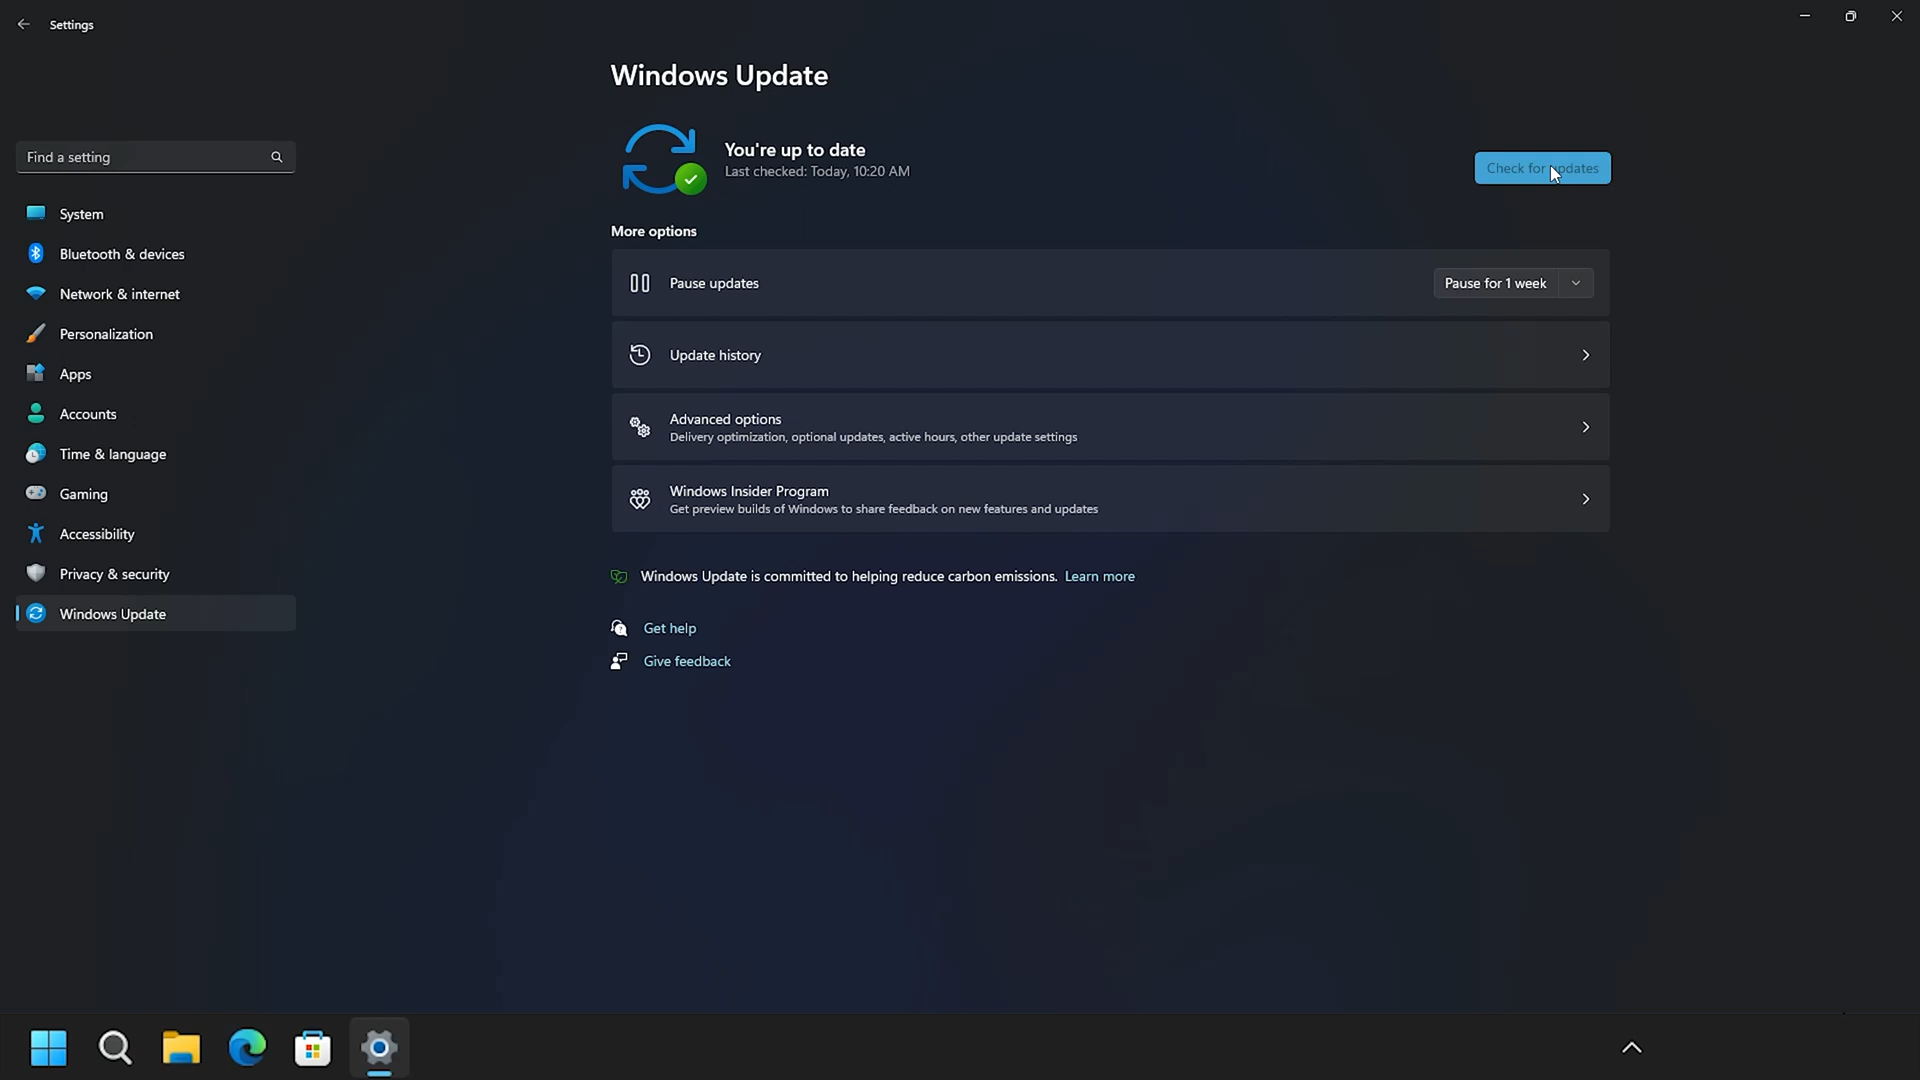 Settings
Windows Update
Find a setting
You're up to date
Last checked: Today, 10:20 AM
Check for updates
System
Bluetooth & devices
Network & internet
Personalization
Apps
Accounts
Time & language
Gaming
Accessibility
Privacy & security
Windows Update
More options
Pause updates
Pause for 1 week
Update history
Advanced options
Delivery optimization, optional updates, active hours, other update settings
Windows Insider Program
Get preview builds of Windows to share feedback on new features and updates
Windows Update is committed to helping reduce carbon emissions. Learn more
Get help
Give feedback